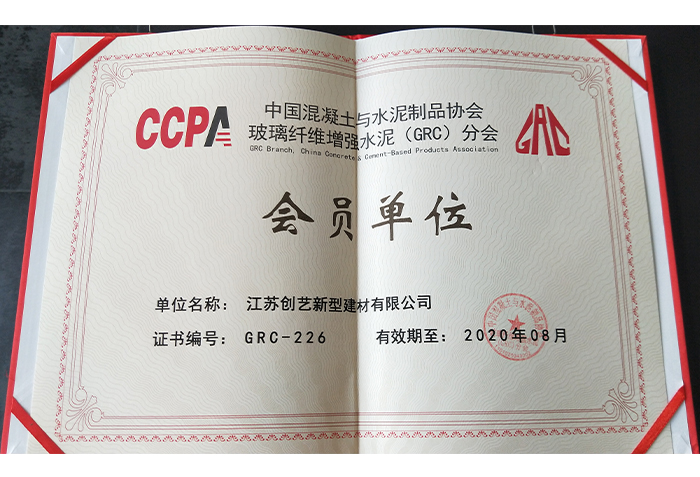 CCPA
中国混凝土与水泥制品协会
玻璃纤维增强水泥（GRC）分会
GRC Branch, China Concrete & Cement-Based Products Association
GRC
会员单位
单位名称：江苏创艺新型建材有限公司
证书编号：GRC-226 有效期至：2020年08月